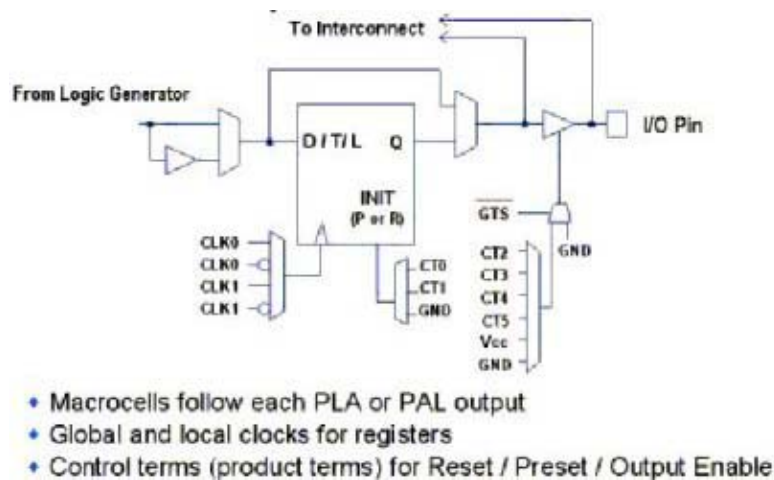 To Interconnect
From Logic Generator
I/O Pin
D/T/L Q
INIT
(P or R)
GTS
GND
CLK0
CLK0
CLK1
CLK1
CT0
CT1
GND
CT2
CT3
CT4
CT5
Vcc
GND
Macrocells follow each PLA or PAL output
Global and local clocks for registers
Control terms (product terms) for Reset / Preset / Output Enable